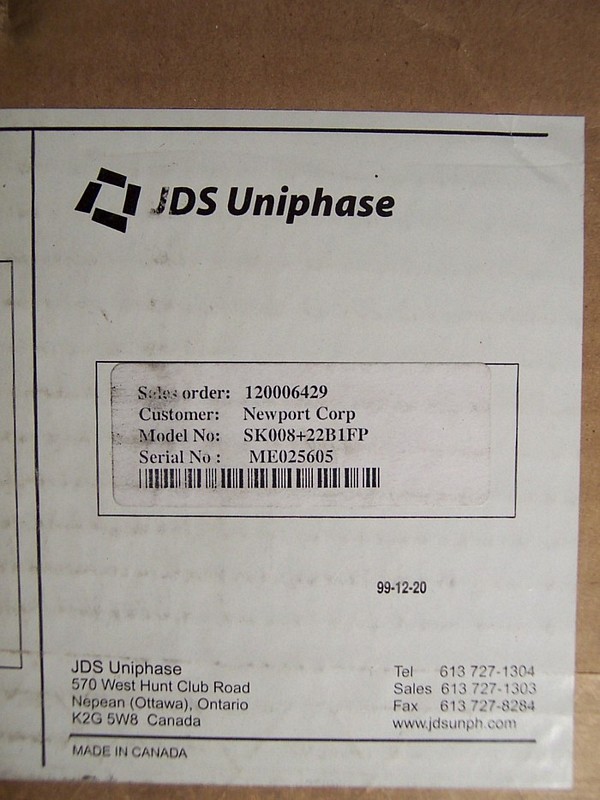 JDS Uniphase
Sales order: 120006429
Customer: Newport Corp
Model No: SK008+22B1FP
Serial No : ME025605
99-12-20
JDS Uniphase
570 West Hunt Club Road
Nepean (Ottawa), Ontario
K2G 5W8 Canada
Tel 613 727-1304
Sales 613 727-1303
Fax 613 727-8284
www.jdsunph.com
MADE IN CANADA